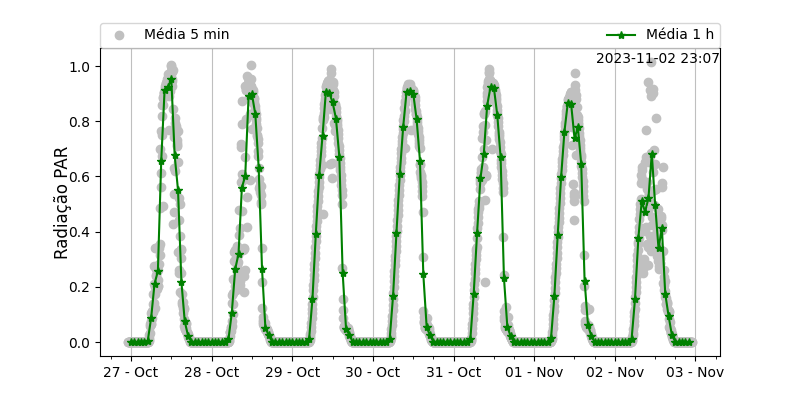 Média 5 min
Média 1 h
2023-11-02 23:07
Radiação PAR
1.0
0.8
0.6
0.4
0.2
0.0
27 - Oct
28 - Oct
29 - Oct
30 - Oct
31 - Oct
01 - Nov
02 - Nov
03 - Nov